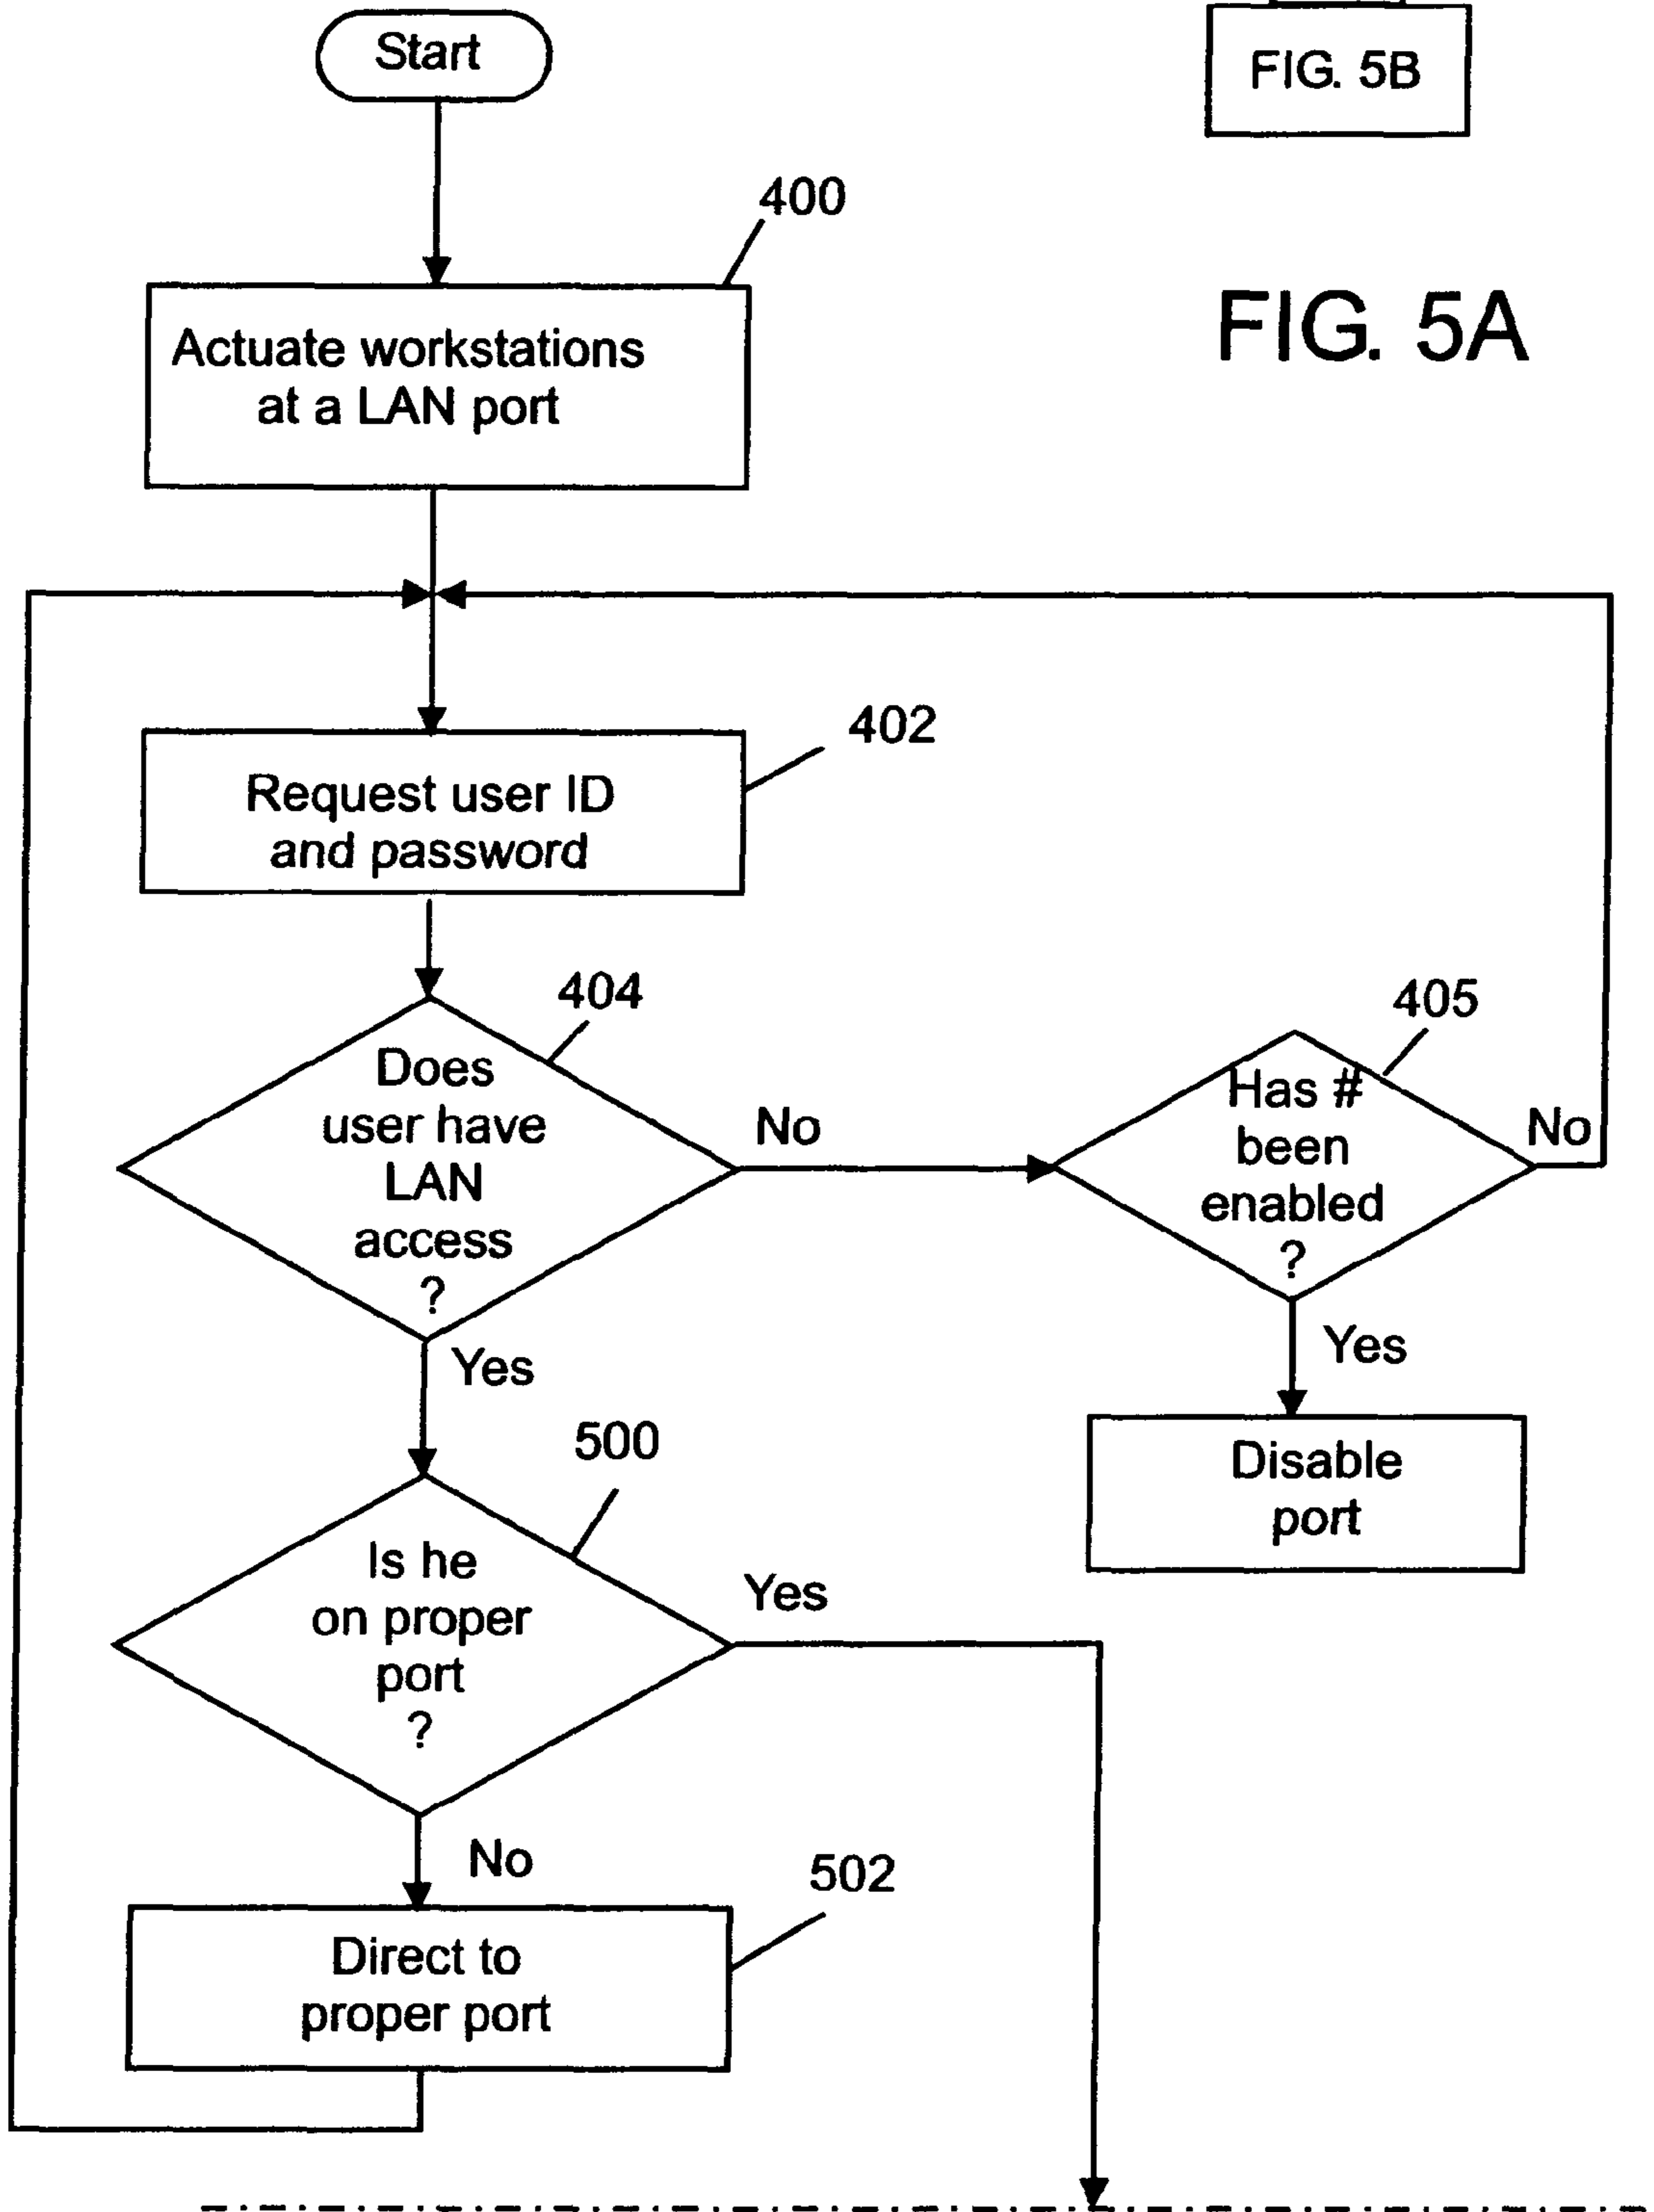 Start
FIG. 5B
400
FIG. 5A
Actuate workstations
at a LAN port
402
Request user ID
and password
404
Does
user have
LAN
access
?
No
405
Has #
been
enabled
?
No
Yes
Yes
Disable
port
500
Is he
on proper
port
?
Yes
No
502
Direct to
proper port